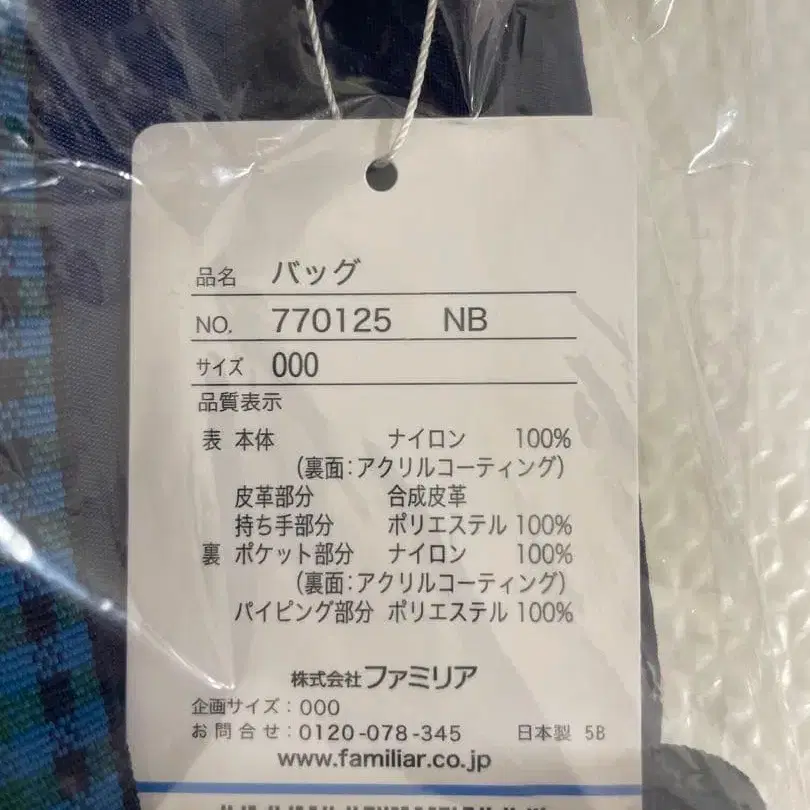 品名 バッグ
NO. 770125 NB
サイズ 000
品質表示
表 本体 ナイロン 100%
(裏面:アクリルコーティング)
皮革部分 合成皮革
持ち手部分 ポリエステル 100%
裏 ポケット部分 ナイロン 100%
(裏面:アクリルコーティング)
パイピング部分 ポリエステル 100%
株式会社ファミリア
企画サイズ:000
お問合せ:0120-078-345 日本製 5B
www.familiar.co.jp